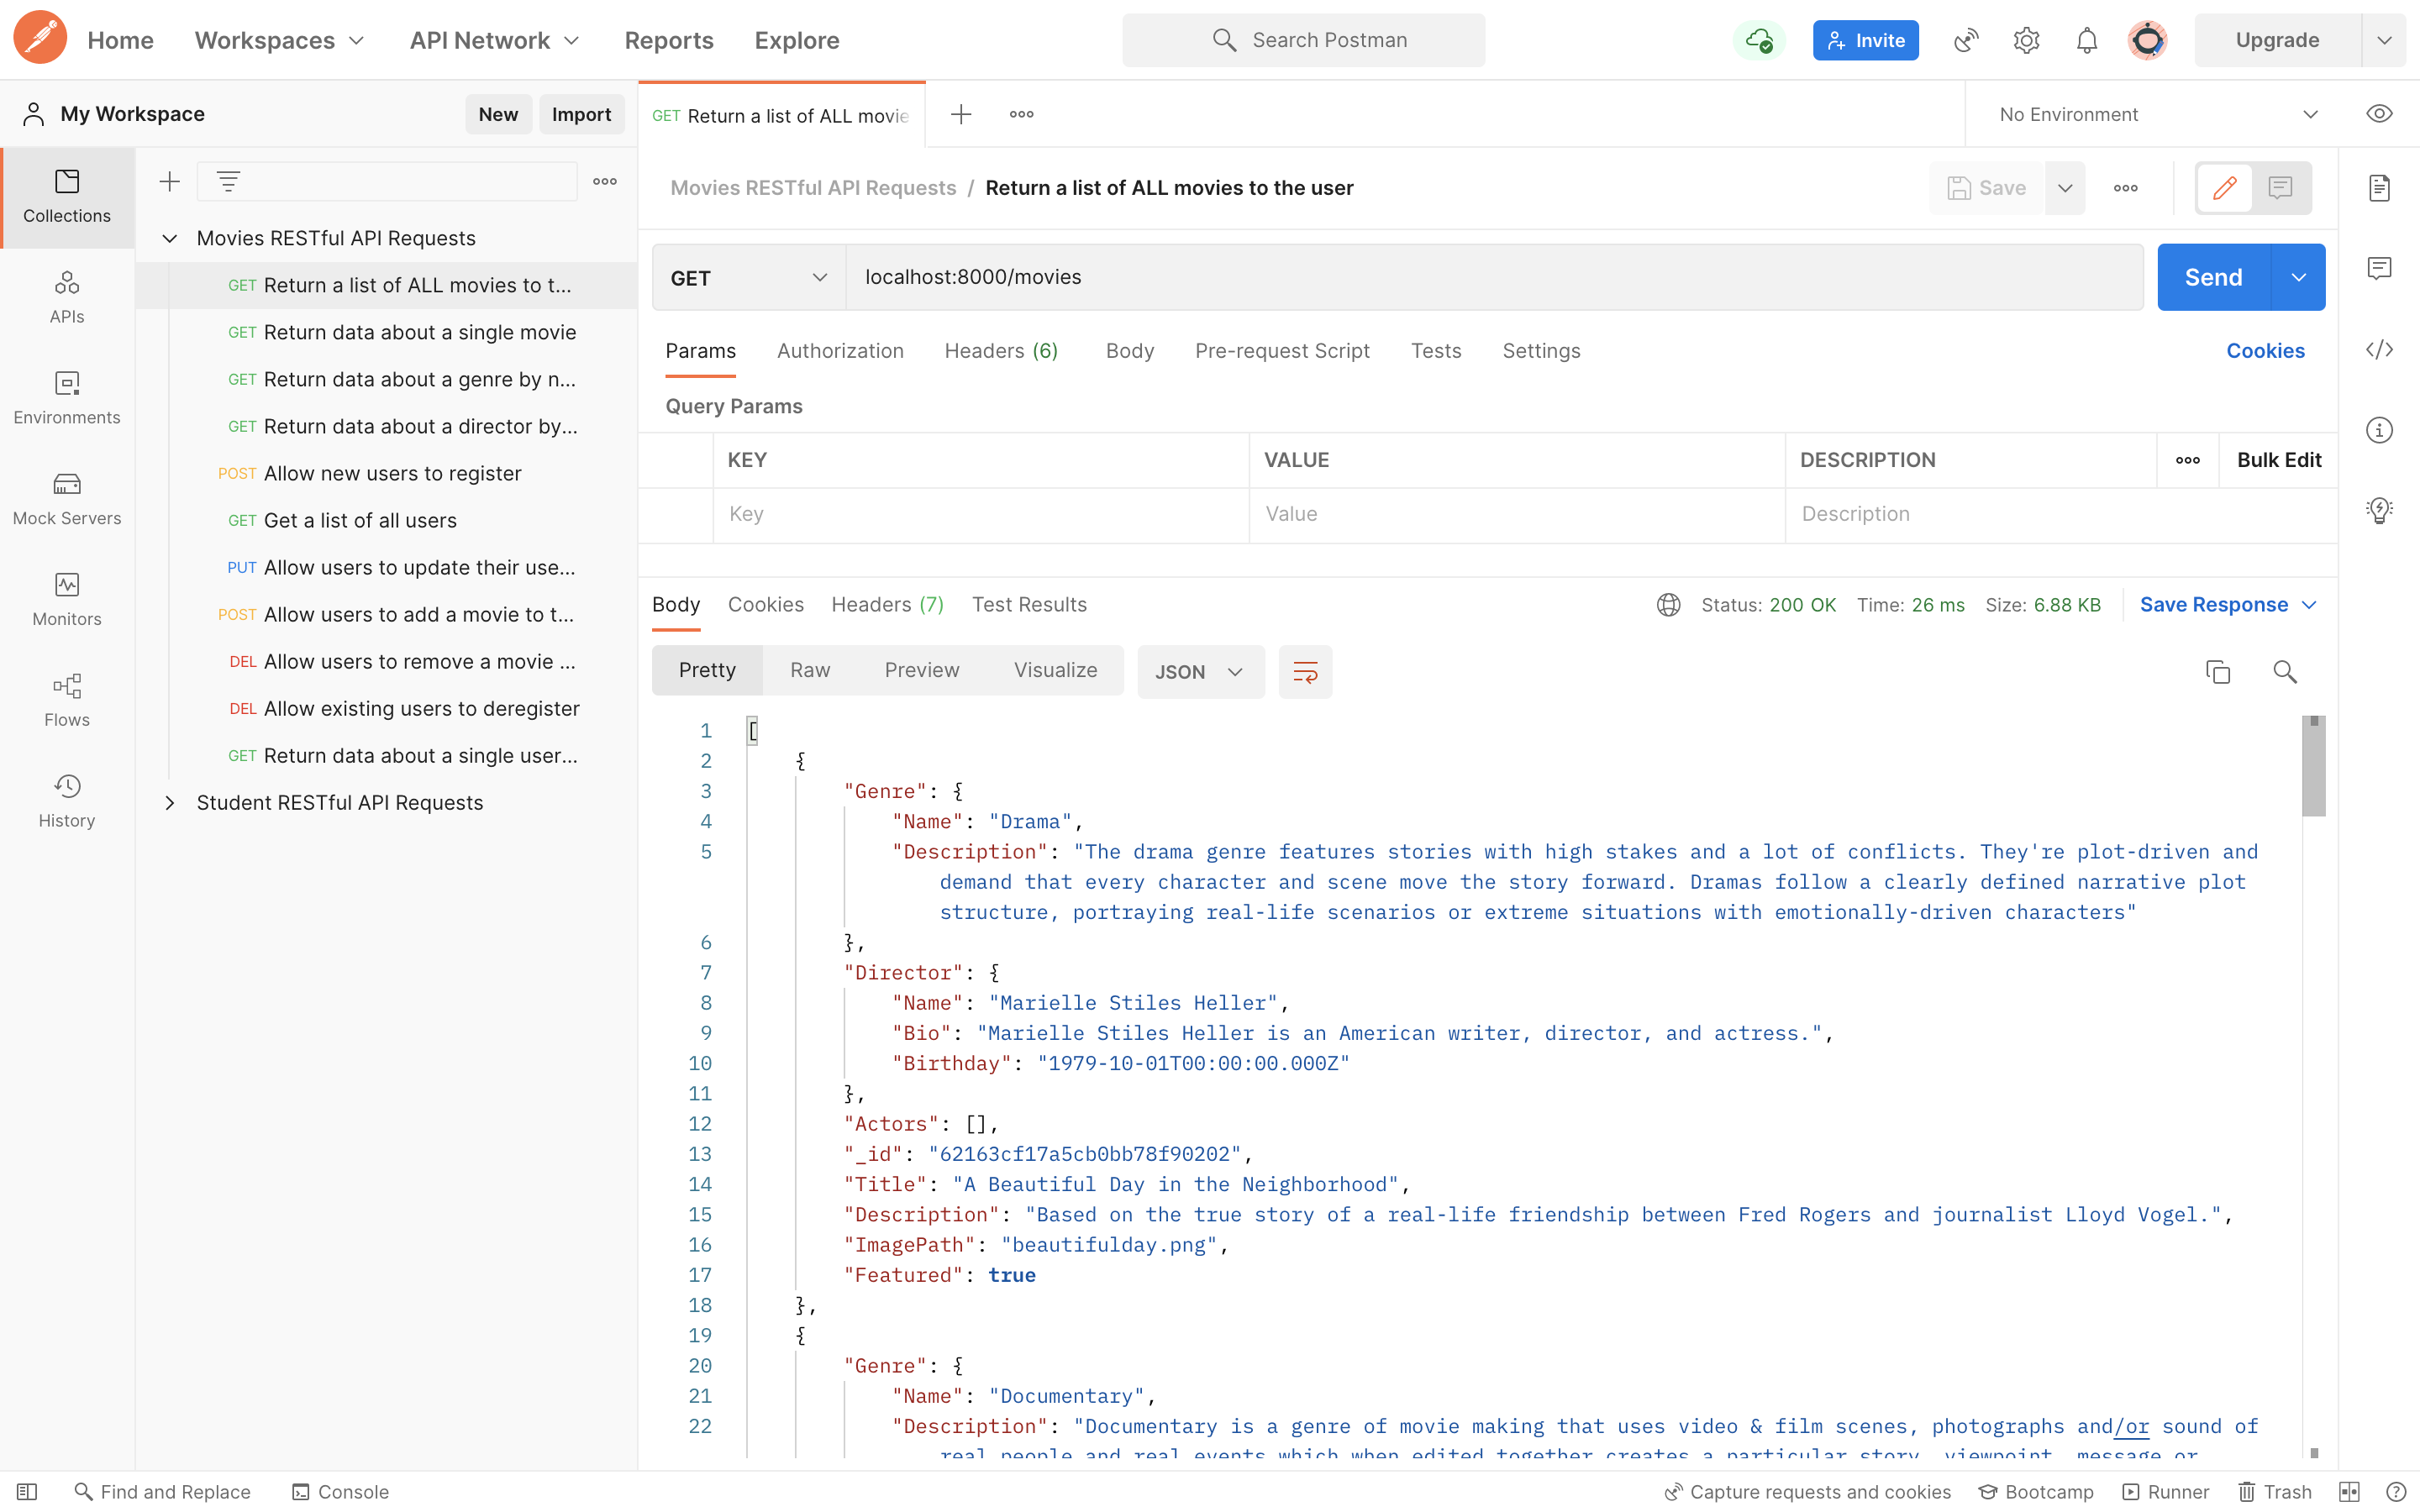 Home Workspaces API Network Reports Explore Search Postman Invite Upgrade
My Workspace New Import GET Return a list of ALL movie No Environment
Collections
APIs
Environments
Mock Servers
Monitors
Flows
History
Movies RESTful API Requests
GET Return a list of ALL movies to t...
GET Return data about a single movie
GET Return data about a genre by n...
GET Return data about a director by...
POST Allow new users to register
GET Get a list of all users
PUT Allow users to update their use...
POST Allow users to add a movie to t...
DEL Allow users to remove a movie ...
DEL Allow existing users to deregister
GET Return data about a single user...
Student RESTful API Requests
Movies RESTful API Requests / Return a list of ALL movies to the user Save
GET localhost:8000/movies Send
Params Authorization Headers (6) Body Pre-request Script Tests Settings Cookies
Query Params
KEY VALUE DESCRIPTION Bulk Edit
Key Value Description
Body Cookies Headers (7) Test Results Status: 200 OK Time: 26 ms Size: 6.88 KB Save Response
Pretty Raw Preview Visualize JSON
1 [
2 {
3 "Genre": {
4 "Name": "Drama",
5 "Description": "The drama genre features stories with high stakes and a lot of conflicts. They're plot-driven and
demand that every character and scene move the story forward. Dramas follow a clearly defined narrative plot
structure, portraying real-life scenarios or extreme situations with emotionally-driven characters"
6 },
7 "Director": {
8 "Name": "Marielle Stiles Heller",
9 "Bio": "Marielle Stiles Heller is an American writer, director, and actress.",
10 "Birthday": "1979-10-01T00:00:00.000Z"
11 },
12 "Actors": [],
13 "_id": "62163cf17a5cb0bb78f90202",
14 "Title": "A Beautiful Day in the Neighborhood",
15 "Description": "Based on the true story of a real-life friendship between Fred Rogers and journalist Lloyd Vogel.",
16 "ImagePath": "beautifulday.png",
17 "Featured": true
18 },
19 {
20 "Genre": {
21 "Name": "Documentary",
22 "Description": "Documentary is a genre of movie making that uses video & film scenes, photographs and/or sound of
real people and real events which when edited together creates a particular story, viewpoint, message or
Find and Replace Console Capture requests and cookies Bootcamp Runner Trash